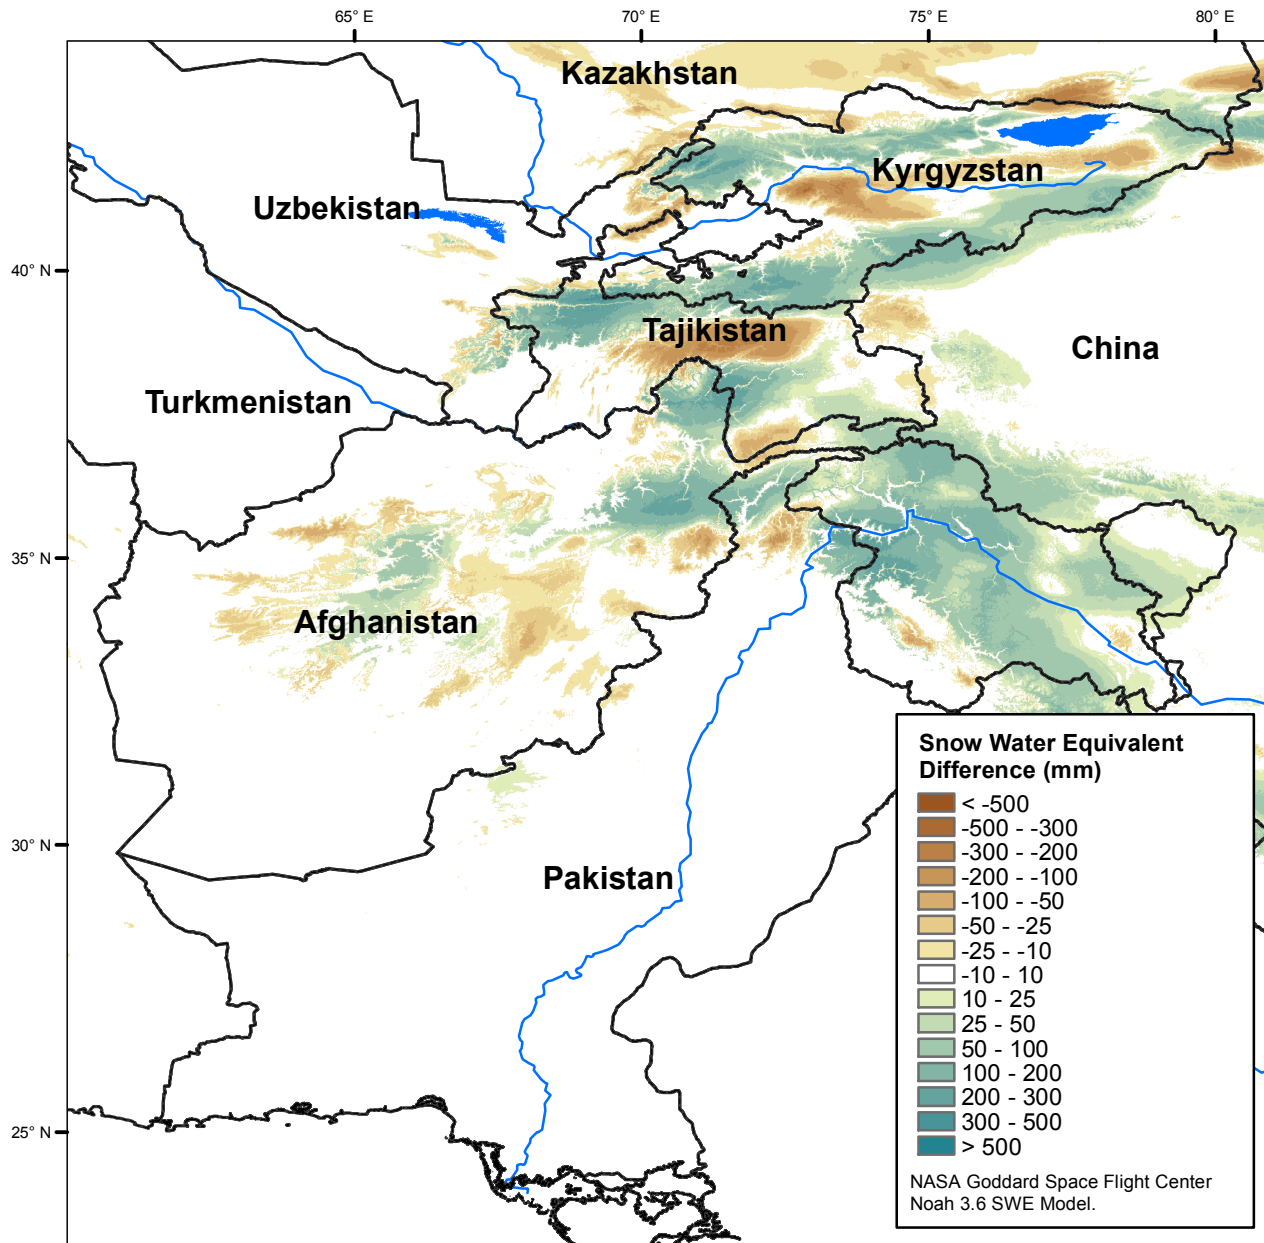 65° E
70° E
75° E
80° E
Kazakhstan
Kyrgyzstan
Uzbekistan
40° N
Tajikistan
China
Turkmenistan
35° N
Afghanistan
Snow Water Equivalent
Difference (mm)
< -500
-500 - -300
30° N
-300 - -200
Pakistan
-200 - -100
-100 - -50
-50 - -25
-25 - -10
-10 - 10
10 - 25
25 - 50
50 - 100
100 - 200
200 - 300
300 - 500
25° N
> 500
NASA Goddard Space Flight Center
Noah 3.6 SWE Model.